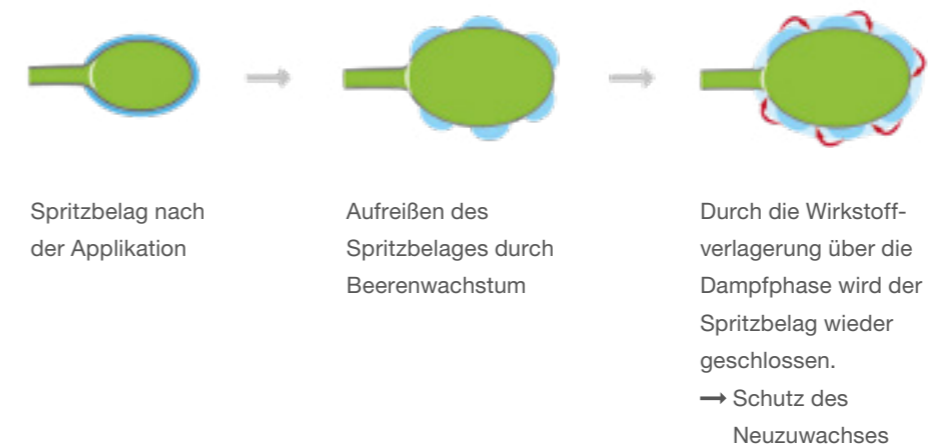 Spritzbelag nach
der Applikation
Aufreißen des
Spritzbelages durch
Beerenwachstum
Durch die Wirkstoff-
verlagerung über die
Dampfphase wird der
Spritzbelag wieder
geschlossen.
→ Schutz des
Neuzuwachses